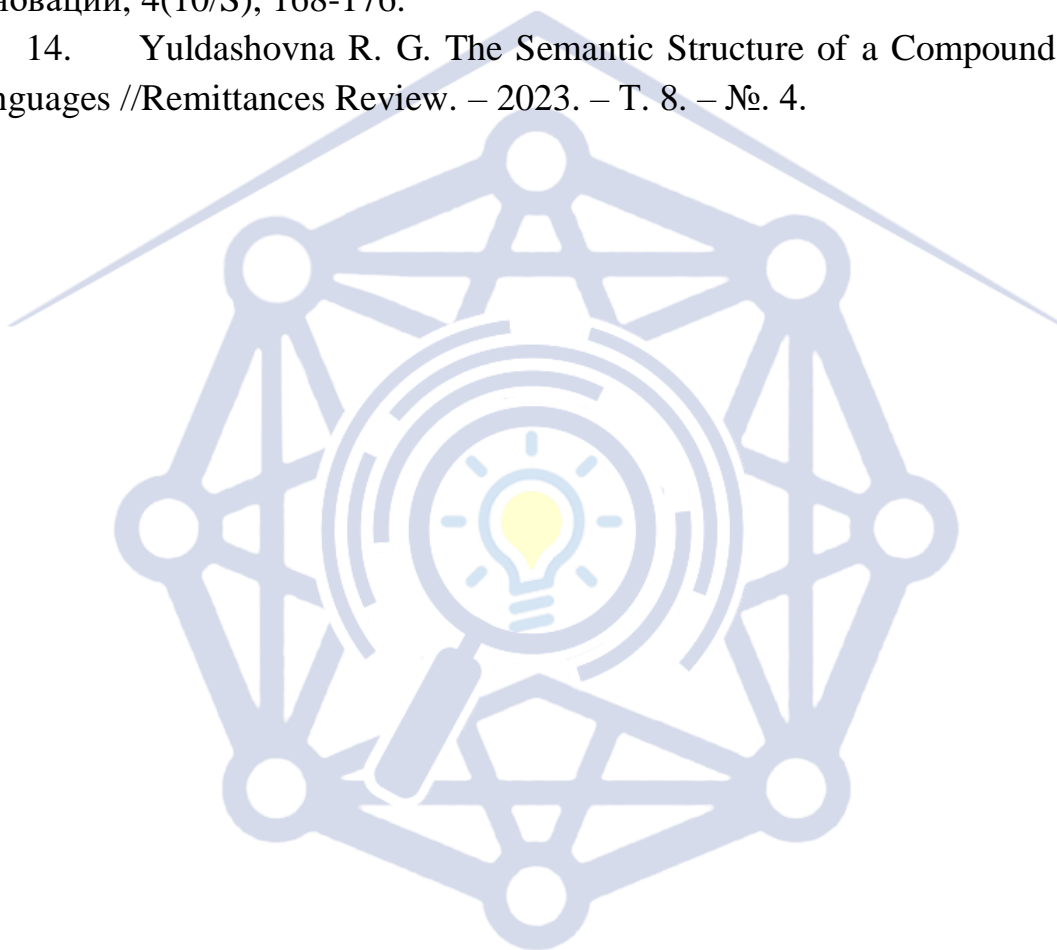 новации, 4(10/S), 168-176.
14. Yuldashovna R. G. The Semantic Structure of a Compound
nguages //Remittances Review. – 2023. – Т. 8. – №. 4.